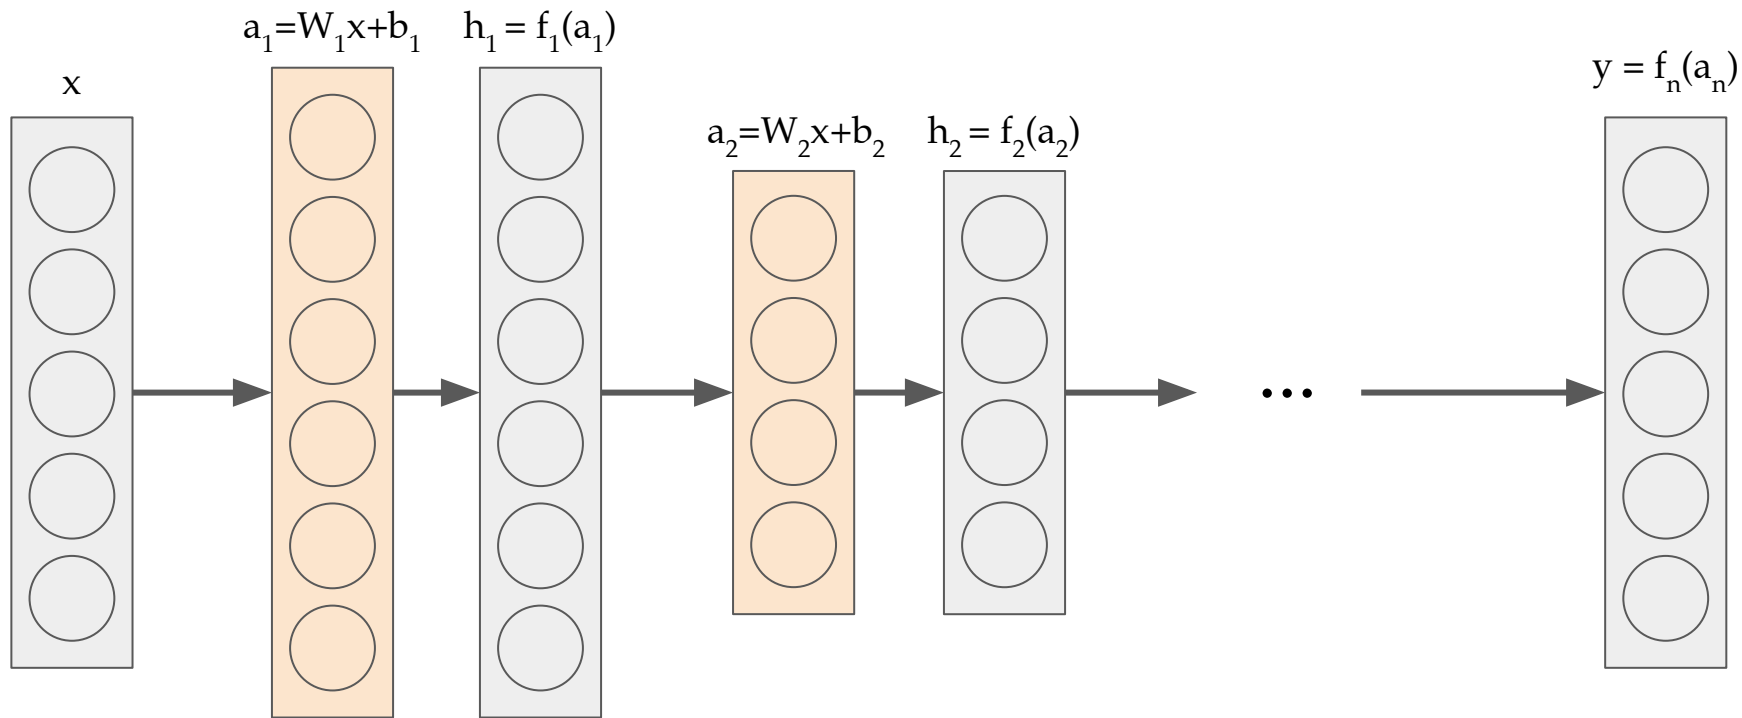 x
a₁=W₁x+b₁
h₁ = f₁(a₁)
a₂=W₂x+b₂
h₂ = f₂(a₂)
...
y = fₙ(aₙ)